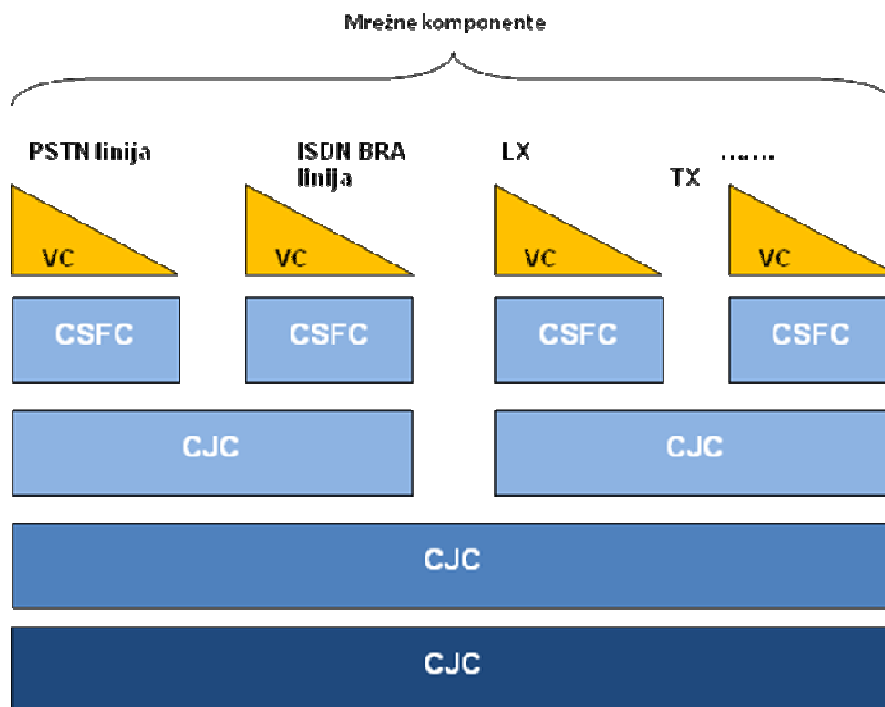 Mrežne komponente
PSTN linija
ISDN BRA
linija
LX
TX
........
VC
VC
VC
VC
CSFC
CSFC
CSFC
CSFC
CJC
CJC
CJC
CJC